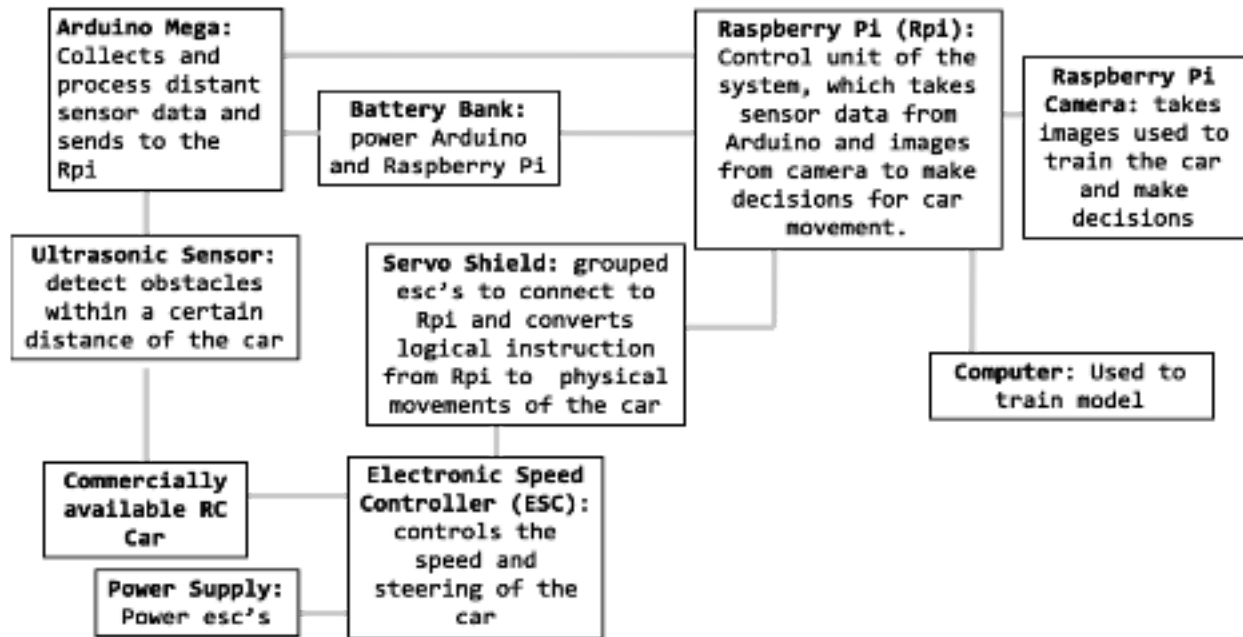 Arduino Mega:
Collects and
process distant
sensor data and
sends to the
Rpi
Battery Bank:
power Arduino
and Raspberry Pi
Raspberry Pi (Rpi):
Control unit of the
system, which takes
sensor data from
Arduino and images
from camera to make
decisions for car
movement.
Raspberry Pi
Camera: takes
images used to
train the car
and make
decisions
Ultrasonic Sensor:
detect obstacles
within a certain
distance of the car
Servo Shield: grouped
esc's to connect to
Rpi and converts
logical instruction
from Rpi to physical
movements of the car
Computer: Used to
train model
Commercially
available RC
Car
Electronic Speed
Controller (ESC):
controls the
speed and
steering of the
car
Power Supply:
Power esc's